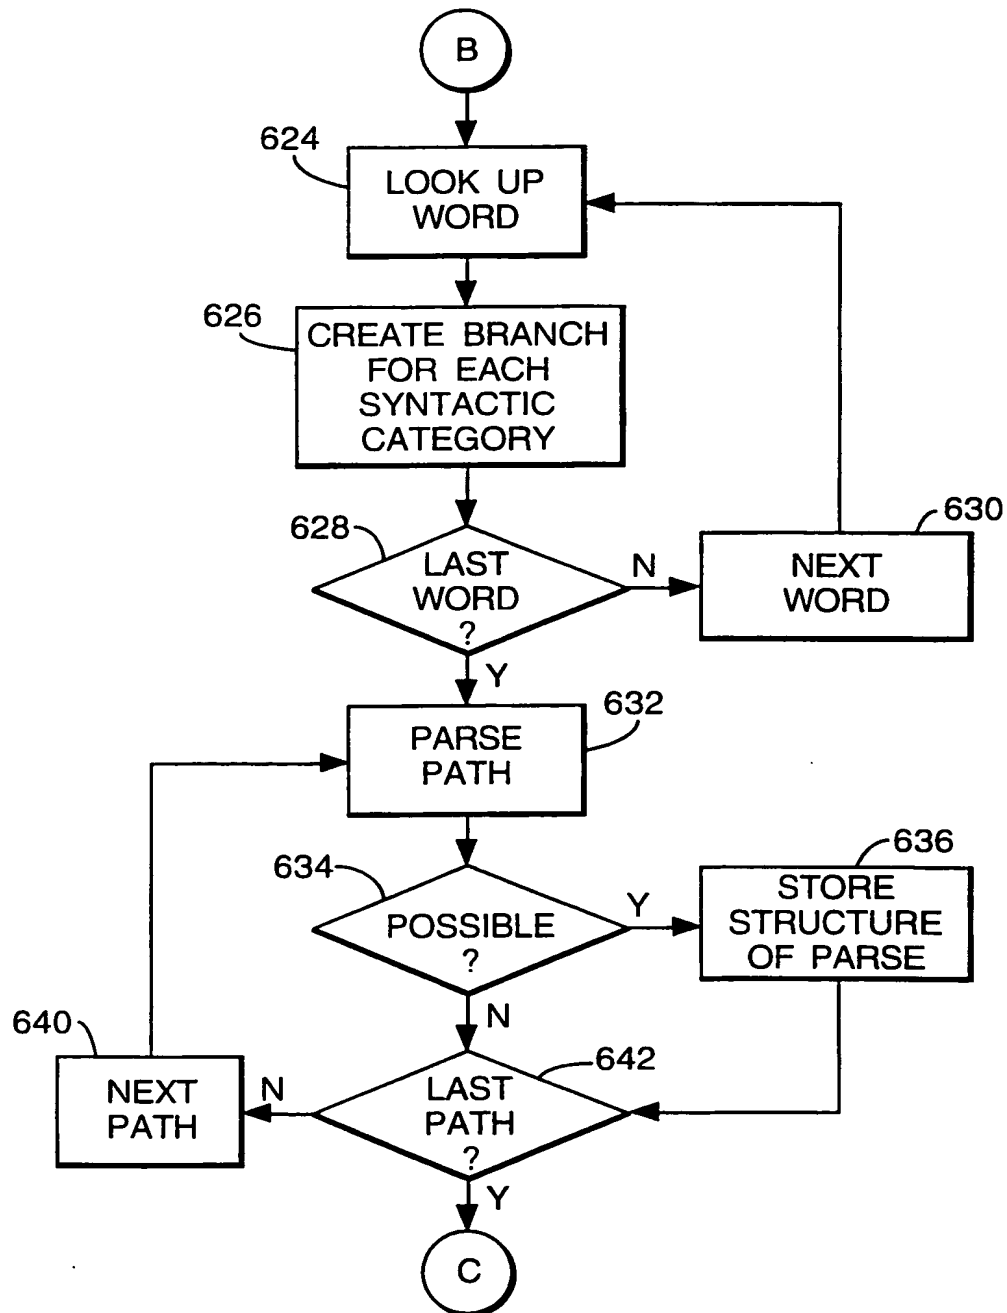 B
624
LOOK UP
WORD
626
CREATE BRANCH
FOR EACH
SYNTACTIC
CATEGORY
628
LAST
WORD
?
N
630
NEXT
WORD
Y
632
PARSE
PATH
634
POSSIBLE
?
Y
636
STORE
STRUCTURE
OF PARSE
N
640
NEXT
PATH
N
642
LAST
PATH
?
Y
C